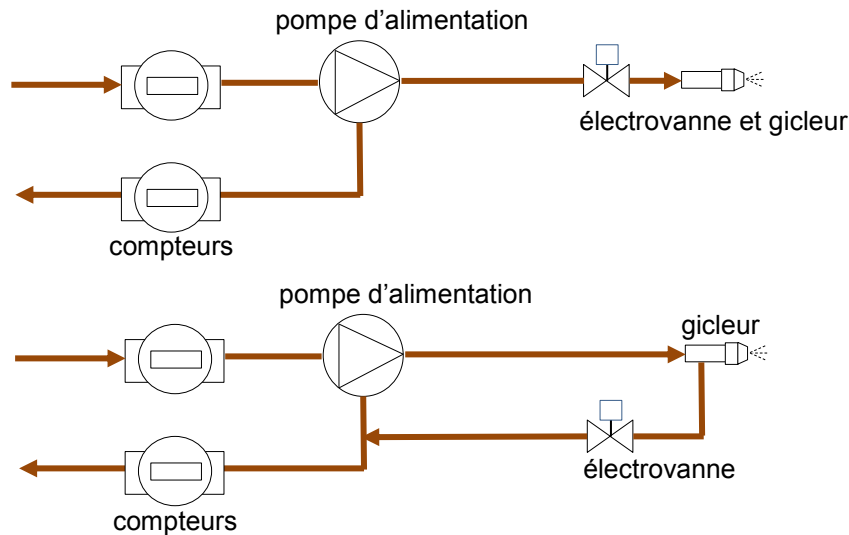 pompe d’alimentation
électrovanne et gicleur
compteurs
pompe d’alimentation
gicleur
électrovanne
compteurs